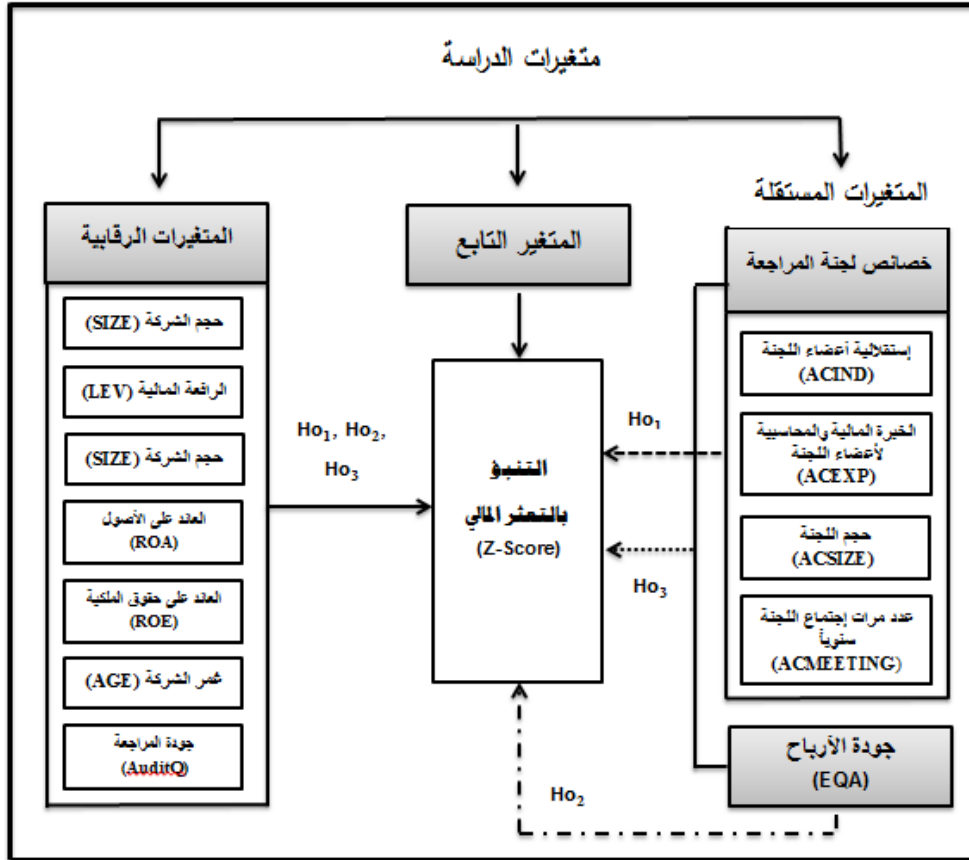 متغيرات الدراسة
المتغيرات المستقلة
خصائص لجنة المراجعة
إستقلالية أعضاء اللجنة
(ACIND)
الخبرة المالية والمحاسبية
لأعضاء اللجنة
(ACEXP)
حجم اللجنة
(ACSIZE)
عدد مرات إجتماع اللجنة
سنوياً
(ACMEETING)
جودة الأرباح
(EQA)
المتغير التابع
التنبؤ
بالتعثر المالي
(Z-Score)
Ho1
Ho3
Ho2
Ho1, Ho2,
Ho3
المتغيرات الرقابية
حجم الشركة (SIZE)
الرافعة المالية (LEV)
حجم الشركة (SIZE)
العائد على الأصول
(ROA)
العائد على حقوق الملكية
(ROE)
عُمر الشركة (AGE)
جودة المراجعة
(AuditQ)